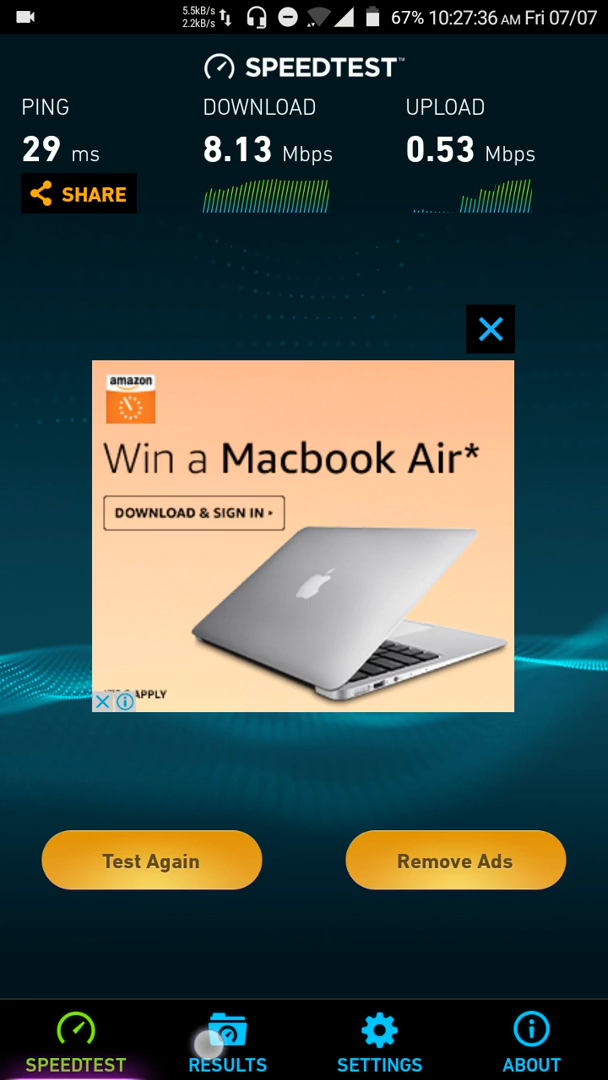 5.5kB/s
2.2kB/s
67% 10:27:36 AM Fri 07/07
SPEEDTEST™
PING DOWNLOAD UPLOAD
29 ms 8.13 Mbps 0.53 Mbps
SHARE
amazon
Win a Macbook Air*
DOWNLOAD & SIGN IN
APPLY
Test Again Remove Ads
SPEEDTEST RESULTS SETTINGS ABOUT